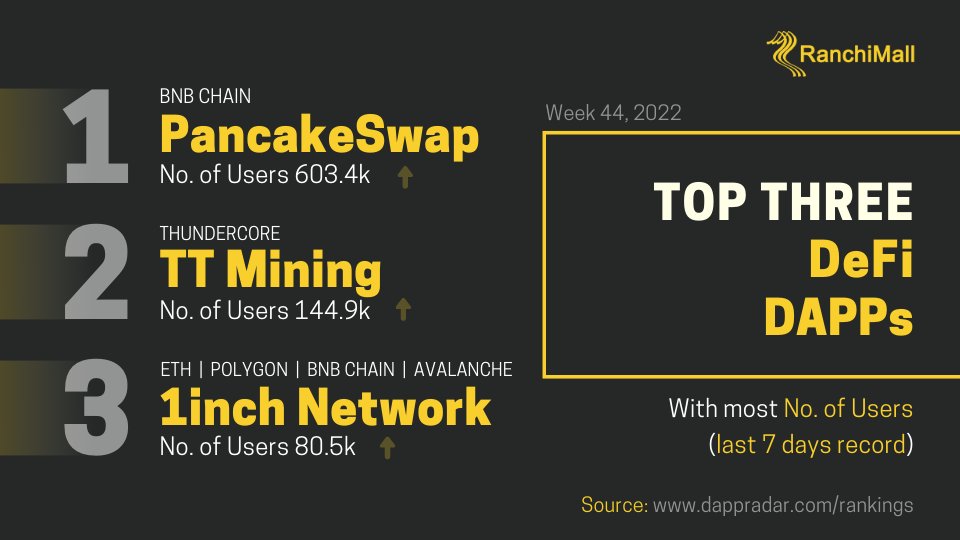 RanchiMall
1
BNB CHAIN
PancakeSwap
No. of Users 603.4k
2
THUNDERCORE
TT Mining
No. of Users 144.9k
3
ETH | POLYGON | BNB CHAIN | AVALANCHE
1inch Network
No. of Users 80.5k
Week 44, 2022
TOP THREE
DeFi
DAPPs
With most No. of Users
(last 7 days record)
Source: www.dappradar.com/rankings